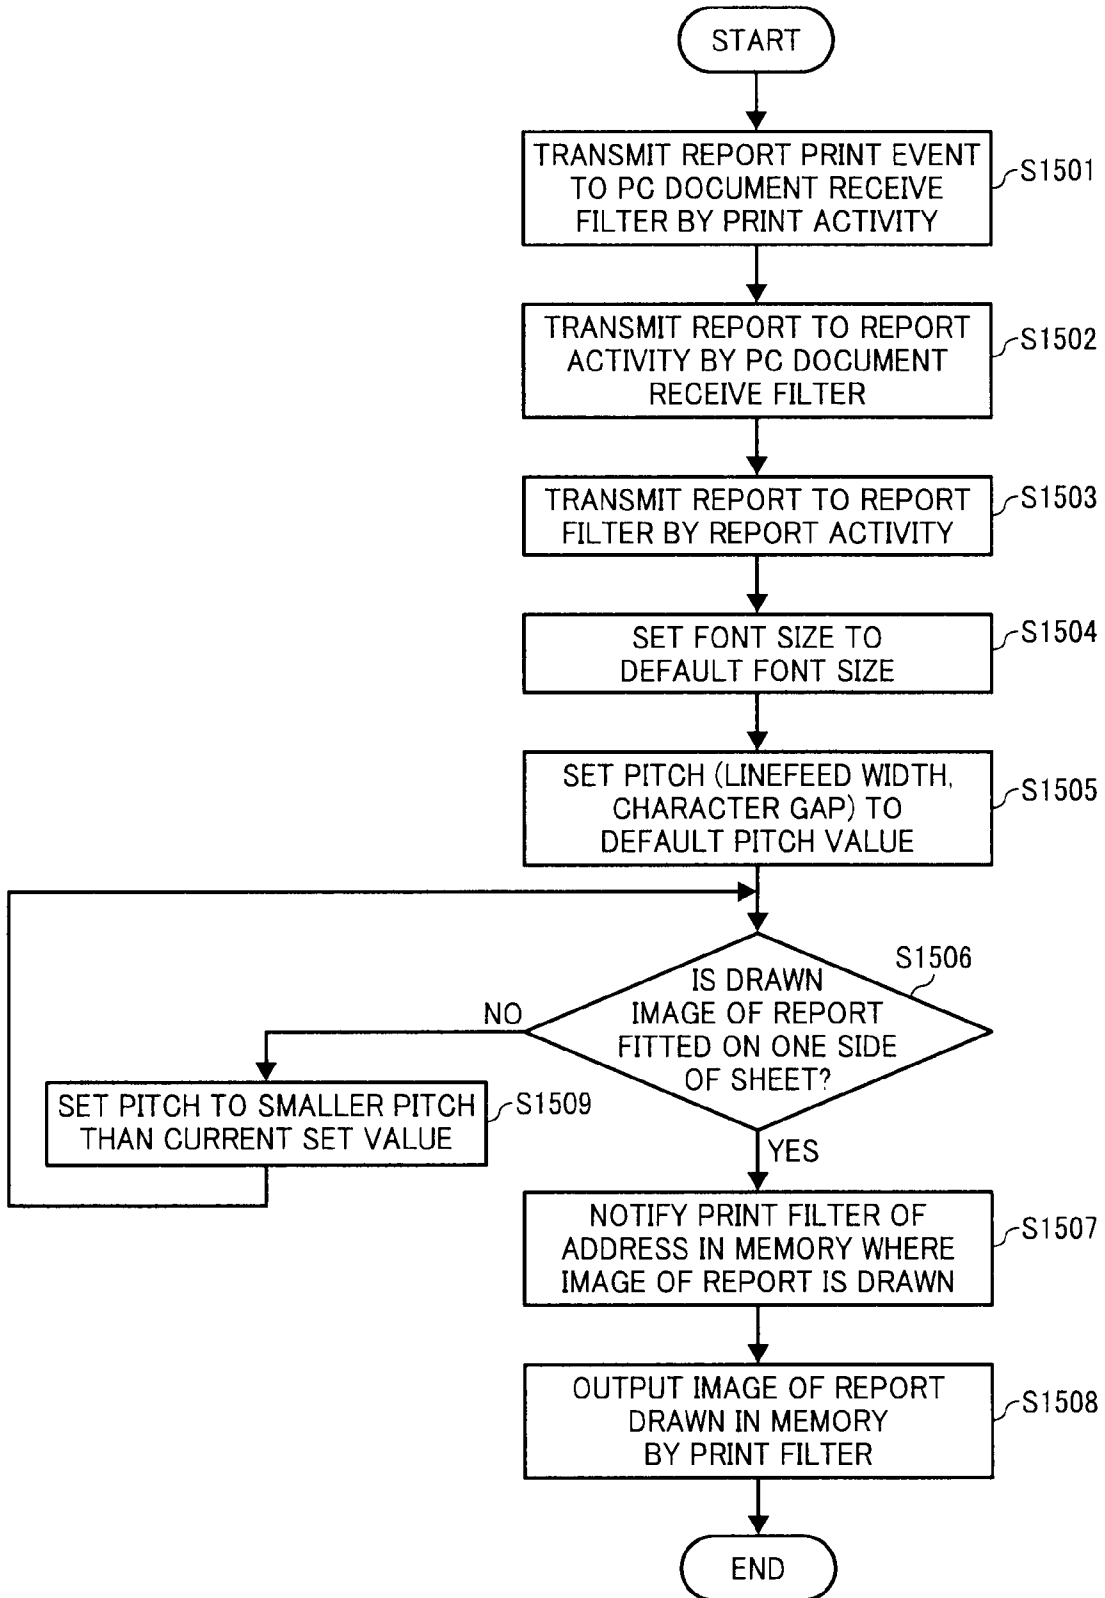 START
TRANSMIT REPORT PRINT EVENT
TO PC DOCUMENT RECEIVE
FILTER BY PRINT ACTIVITY
S1501
TRANSMIT REPORT TO REPORT
ACTIVITY BY PC DOCUMENT
RECEIVE FILTER
S1502
TRANSMIT REPORT TO REPORT
FILTER BY REPORT ACTIVITY
S1503
SET FONT SIZE TO
DEFAULT FONT SIZE
S1504
SET PITCH (LINEFEED WIDTH,
CHARACTER GAP) TO
DEFAULT PITCH VALUE
S1505
IS DRAWN
IMAGE OF REPORT
FITTED ON ONE SIDE
OF SHEET?
S1506
NO
SET PITCH TO SMALLER PITCH
THAN CURRENT SET VALUE
S1509
YES
NOTIFY PRINT FILTER OF
ADDRESS IN MEMORY WHERE
IMAGE OF REPORT IS DRAWN
S1507
OUTPUT IMAGE OF REPORT
DRAWN IN MEMORY
BY PRINT FILTER
S1508
END